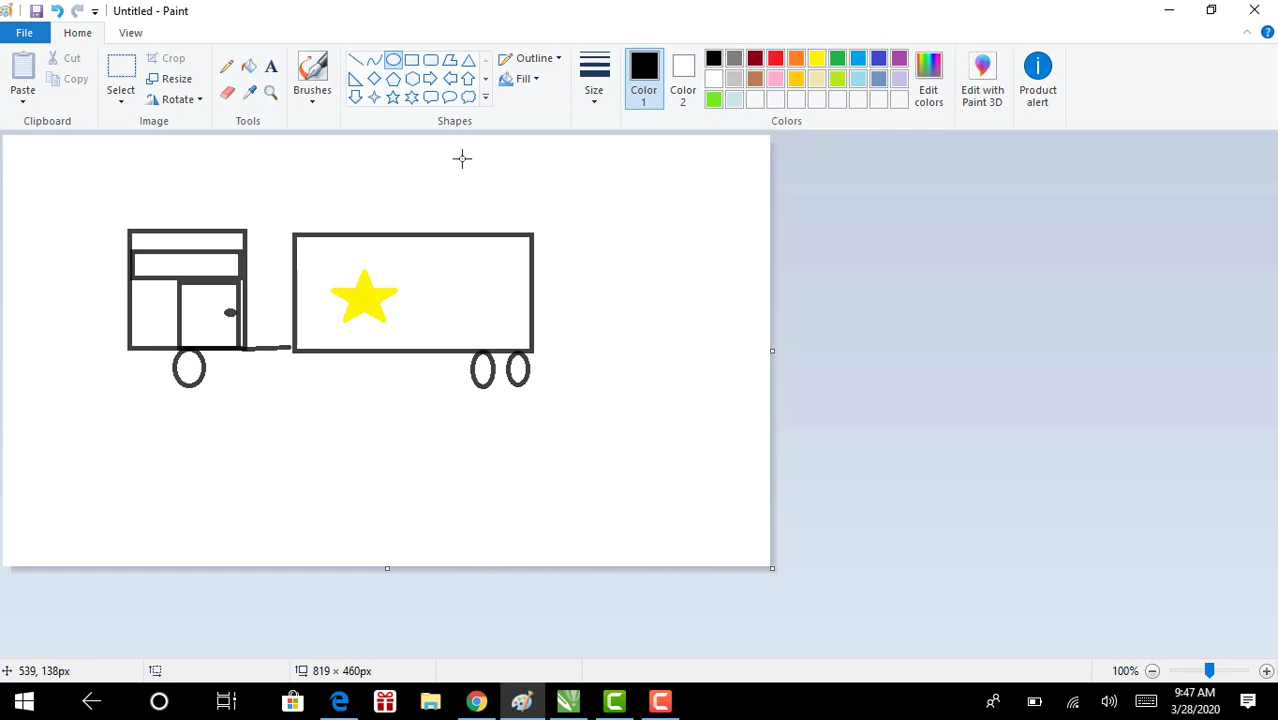 Untitled - Paint
File
Home
View
Paste
Cut
Copy
Clipboard
Select
Crop
Resize
Rotate
Image
A
Tools
Brushes
Outline
Fill
Shapes
Size
Color 1
Color 2
Colors
Edit colors
Edit with Paint 3D
Product alert
539, 138px
819 × 460px
100%
9:47 AM
3/28/2020